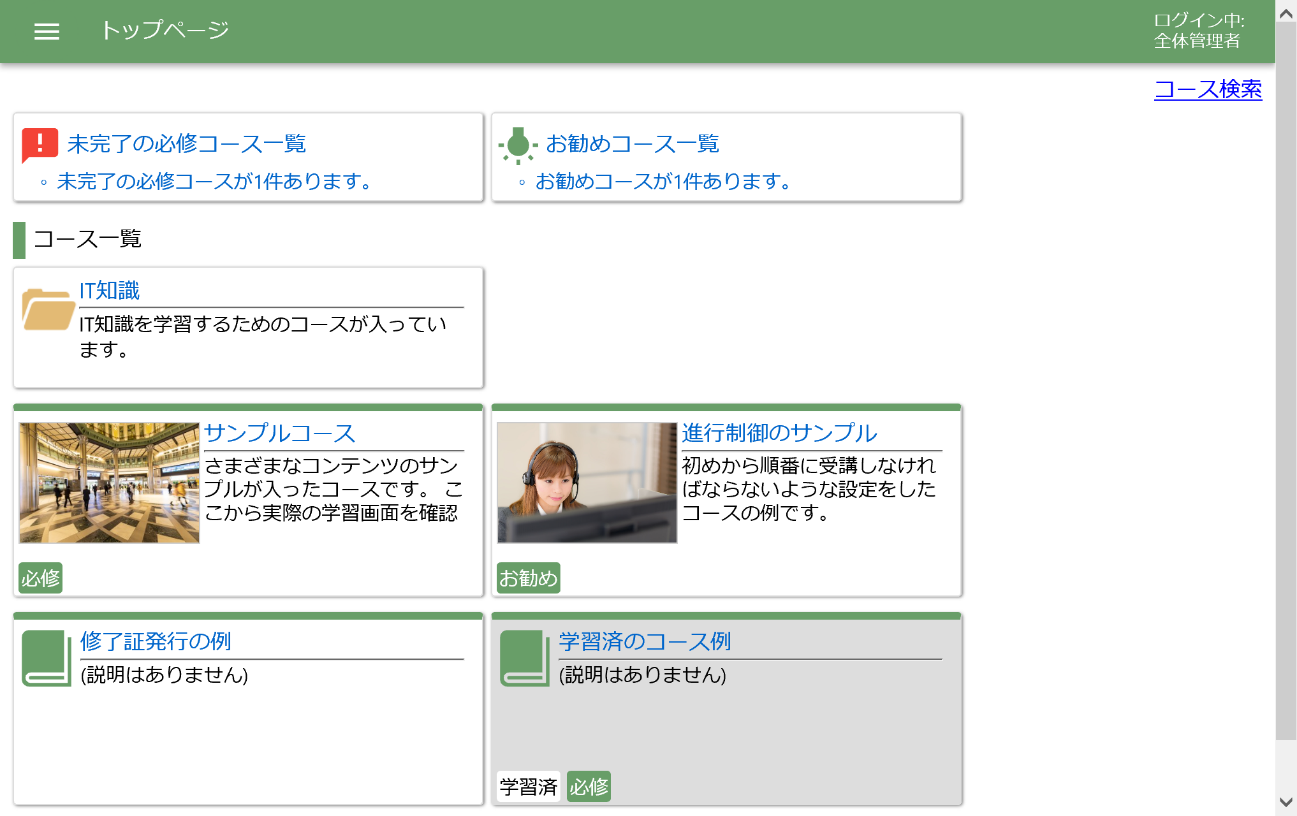 トップページ
ログイン中:
全体管理者
コース検索
未完了の必修コース一覧
未完了の必修コースが1件あります。
お勧めコース一覧
お勧めコースが1件あります。
コース一覧
IT知識
IT知識を学習するためのコースが入ってい
ます。
サンプルコース
さまざまなコンテンツのサン
プルが入ったコースです。 こ
こから実際の学習画面を確認
必修
進行制御のサンプル
初めから順番に受講しなけれ
ばならないような設定をした
コースの例です。
お勧め
修了証発行の例
(説明はありません)
学習済のコース例
(説明はありません)
学習済 必修